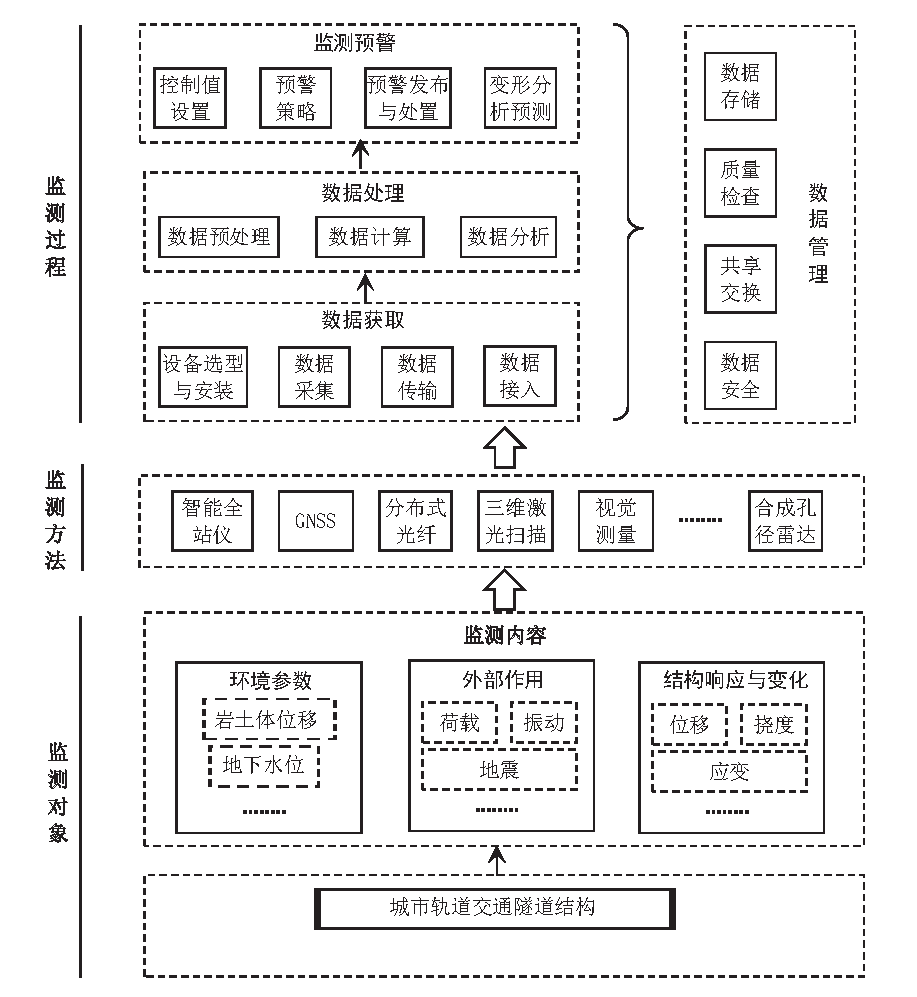 监测过程
监测预警
控制值
设置
预警
策略
预警发布
与处置
变形分
析预测
数据处理
数据预处理
数据计算
数据分析
数据获取
设备选型
与安装
数据
采集
数据
传输
数据
接入
数据
存储
质量
检查
共享
交换
数据
安全
数据管理
监测方法
智能全
站仪
GNSS
分布式
光纤
三维激
光扫描
视觉
测量
........
合成孔
径雷达
监测对象
监测内容
环境参数
岩土体位移
地下水位
........
外部作用
荷载
振动
地震
........
结构响应与变化
位移
挠度
应变
........
城市轨道交通隧道结构